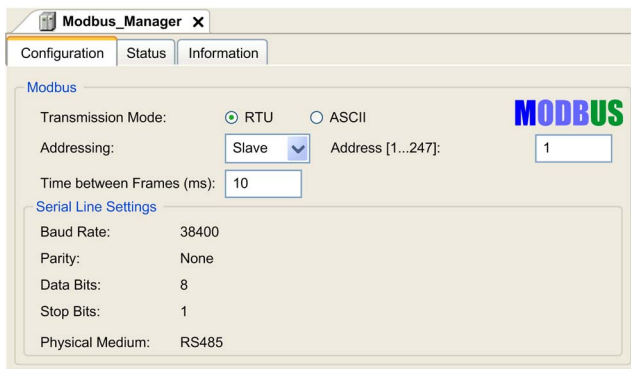 Modbus_Manager X
Configuration Status Information
Modbus
Transmission Mode: RTU ASCII MODBUS
Addressing: Slave Address [1...247]: 1
Time between Frames (ms): 10
Serial Line Settings
Baud Rate: 38400
Parity: None
Data Bits: 8
Stop Bits: 1
Physical Medium: RS485